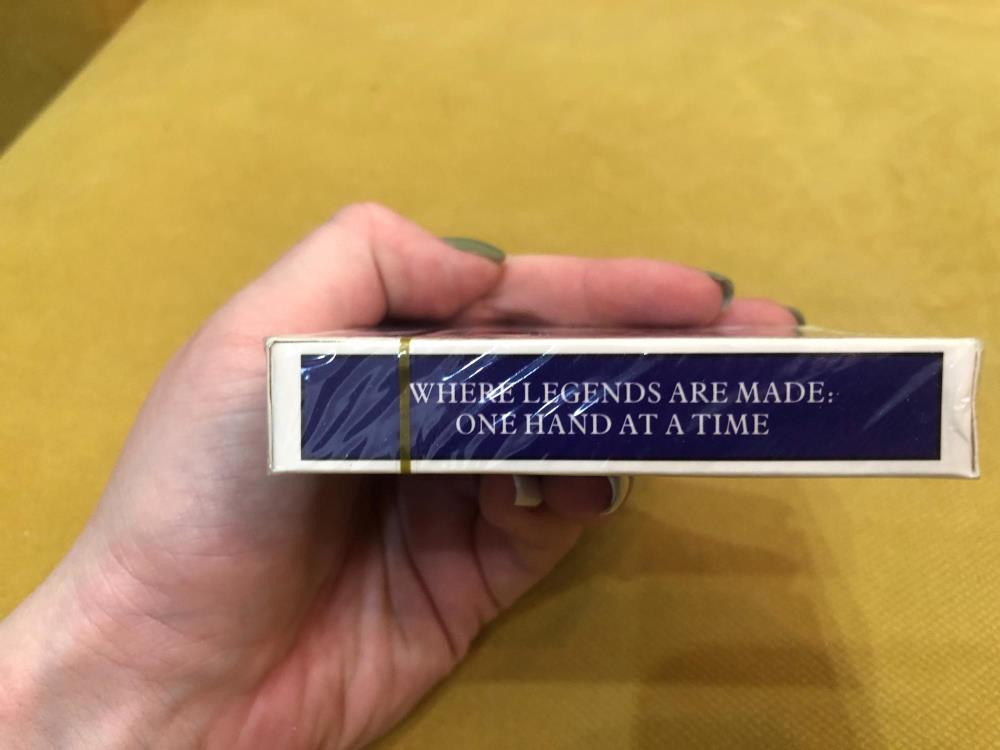 WHERE LEGENDS ARE MADE:
ONE HAND AT A TIME